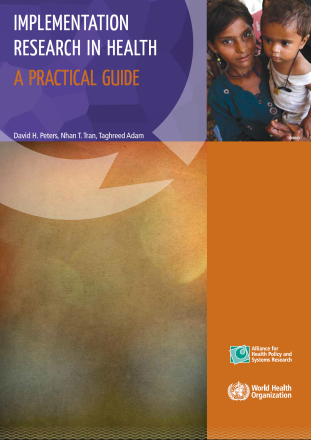 IMPLEMENTATION
RESEARCH IN HEALTH
A PRACTICAL GUIDE
David H. Peters, Nhan T. Tran, Taghreed Adam
Alliance for
Health Policy and
Systems Research
World Health
Organization